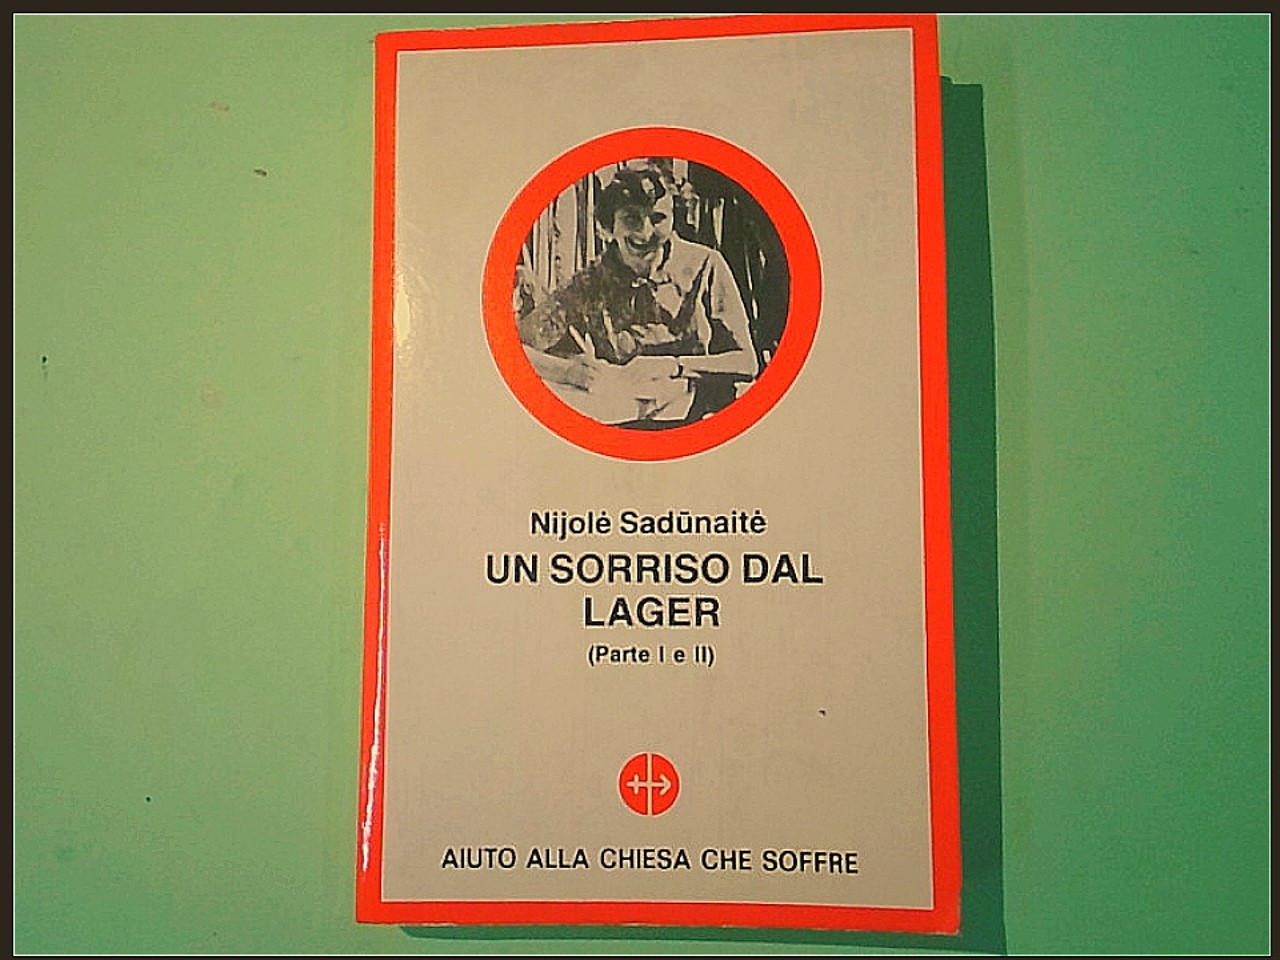 Nijolė Sadūnaitė
UN SORRISO DAL
LAGER
(Parte I e II)
AIUTO ALLA CHIESA CHE SOFFRE